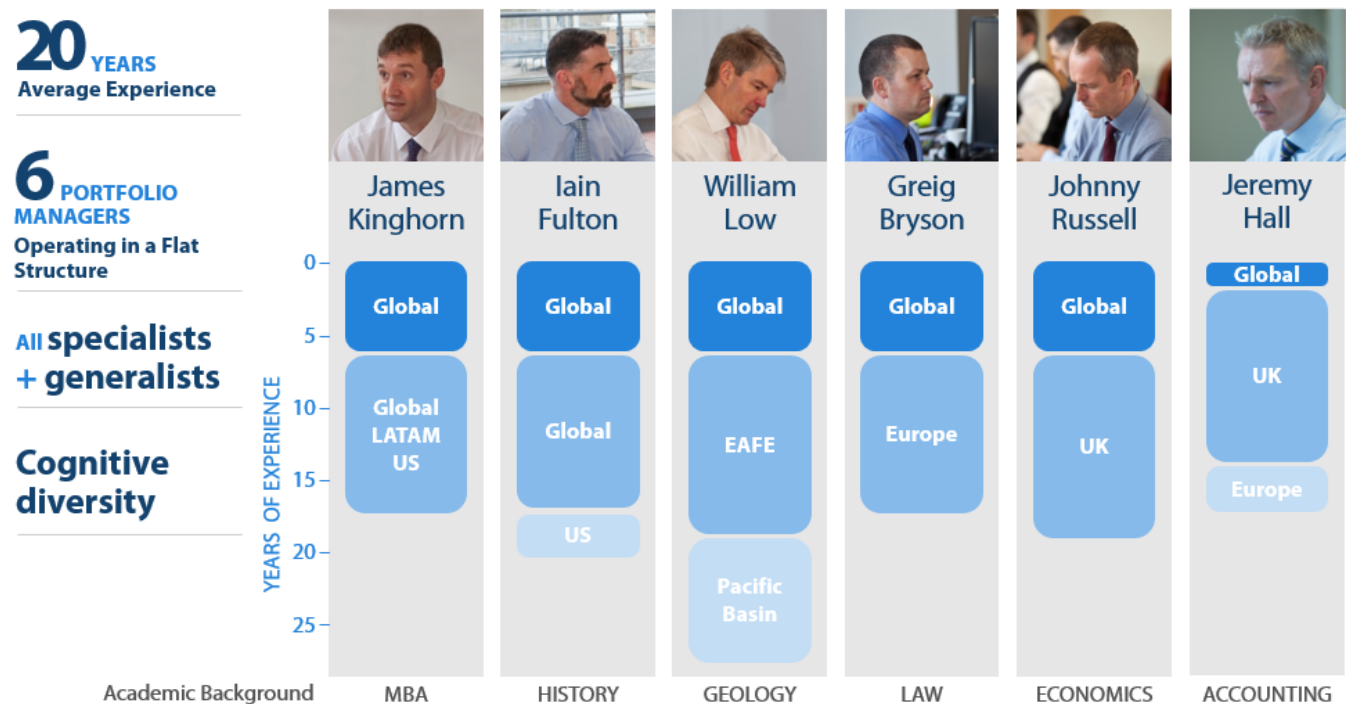 20 YEARS
Average Experience
6 PORTFOLIO
MANAGERS
Operating in a Flat
Structure
All specialists
+ generalists
Cognitive
diversity
James
Kinghorn
Iain
Fulton
William
Low
Greig
Bryson
Johnny
Russell
Jeremy
Hall
YEARS OF EXPERIENCE
0
5
10
15
20
25
Global
Global
LATAM
US
Global
Global
US
Global
EAFE
Pacific
Basin
Global
Europe
Global
UK
Global
UK
Europe
Academic Background
MBA
HISTORY
GEOLOGY
LAW
ECONOMICS
ACCOUNTING